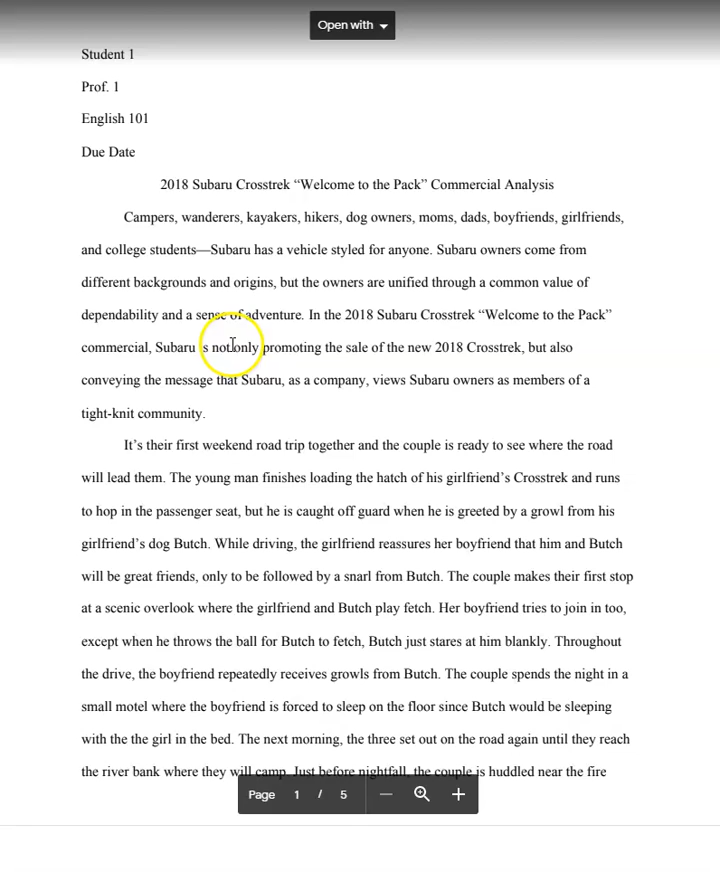 Open with
Student 1
Prof. 1
English 101
Due Date
2018 Subaru Crosstrek “Welcome to the Pack” Commercial Analysis
Campers, wanderers, kayakers, hikers, dog owners, moms, dads, boyfriends, girlfriends,
and college students—Subaru has a vehicle styled for anyone. Subaru owners come from
different backgrounds and origins, but the owners are unified through a common value of
dependability and a sense of adventure. In the 2018 Subaru Crosstrek “Welcome to the Pack”
commercial, Subaru is not only promoting the sale of the new 2018 Crosstrek, but also
conveying the message that Subaru, as a company, views Subaru owners as members of a
tight-knit community.
It’s their first weekend road trip together and the couple is ready to see where the road
will lead them. The young man finishes loading the hatch of his girlfriend’s Crosstrek and runs
to hop in the passenger seat, but he is caught off guard when he is greeted by a growl from his
girlfriend’s dog Butch. While driving, the girlfriend reassures her boyfriend that him and Butch
will be great friends, only to be followed by a snarl from Butch. The couple makes their first stop
at a scenic overlook where the girlfriend and Butch play fetch. Her boyfriend tries to join in too,
except when he throws the ball for Butch to fetch, Butch just stares at him blankly. Throughout
the drive, the boyfriend repeatedly receives growls from Butch. The couple spends the night in a
small motel where the boyfriend is forced to sleep on the floor since Butch would be sleeping
with the the girl in the bed. The next morning, the three set out on the road again until they reach
the river bank where they will camp. Just before nightfall, the couple is huddled near the fire
Page 1 / 5